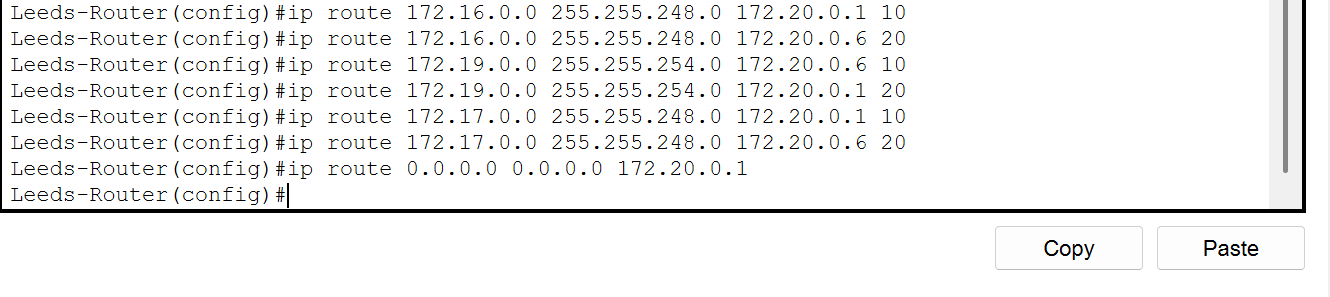 Leeds-Router(config)#ip route 172.16.0.0 255.255.248.0 172.20.0.1 10
Leeds-Router(config)#ip route 172.16.0.0 255.255.248.0 172.20.0.6 20
Leeds-Router(config)#ip route 172.19.0.0 255.255.254.0 172.20.0.6 10
Leeds-Router(config)#ip route 172.19.0.0 255.255.254.0 172.20.0.1 20
Leeds-Router(config)#ip route 172.17.0.0 255.255.248.0 172.20.0.1 10
Leeds-Router(config)#ip route 172.17.0.0 255.255.248.0 172.20.0.6 20
Leeds-Router(config)#ip route 0.0.0.0 0.0.0.0 172.20.0.1
Leeds-Router(config)#
Copy Paste